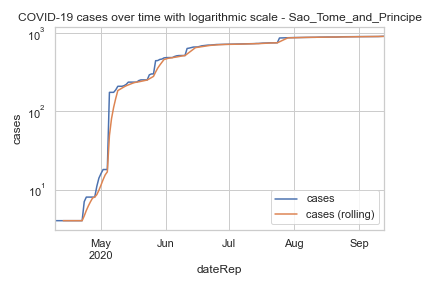 COVID-19 cases over time with logarithmic scale - Sao_Tome_and_Principe
10³
10²
10¹
cases
cases
cases (rolling)
May
2020
Jun
Jul
Aug
Sep
dateRep